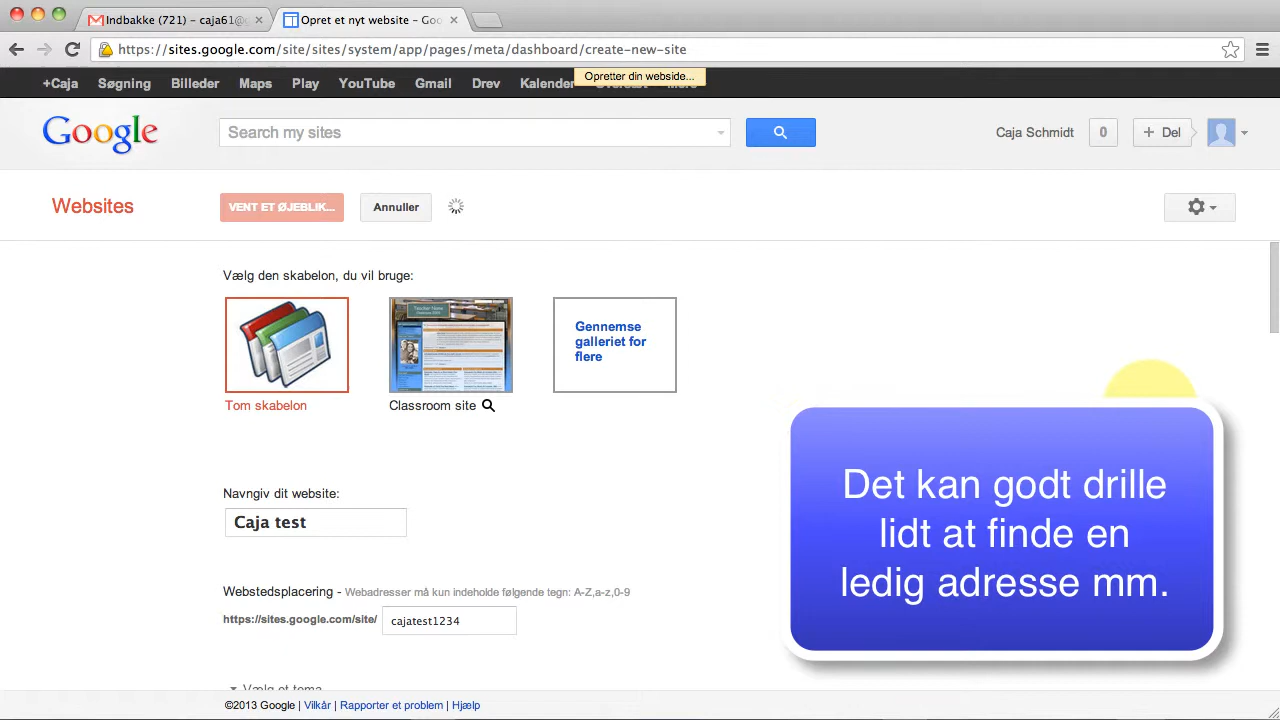 Indbakke (721) – caja61@g
Opret et nyt website – Goo
https://sites.google.com/site/sites/system/app/pages/meta/dashboard/create-new-site
Opretter din webside...
+Caja Søgning Billeder Maps Play YouTube Gmail Drev Kalender
Google
Search my sites
Caja Schmidt 0 + Del
Websites
VENT ET ØJEBLIK...
Annuller
Vælg den skabelon, du vil bruge:
Gennemse
galleriet for
flere
Tom skabelon
Classroom site
Navngiv dit website:
Caja test
Webstedsplacering - Webadresser må kun indeholde følgende tegn: A-Z,a-z,0-9
https://sites.google.com/site/ cajatest1234
Vælg et tema
Det kan godt drille
lidt at finde en
ledig adresse mm.
©2013 Google | Vilkår | Rapporter et problem | Hjælp